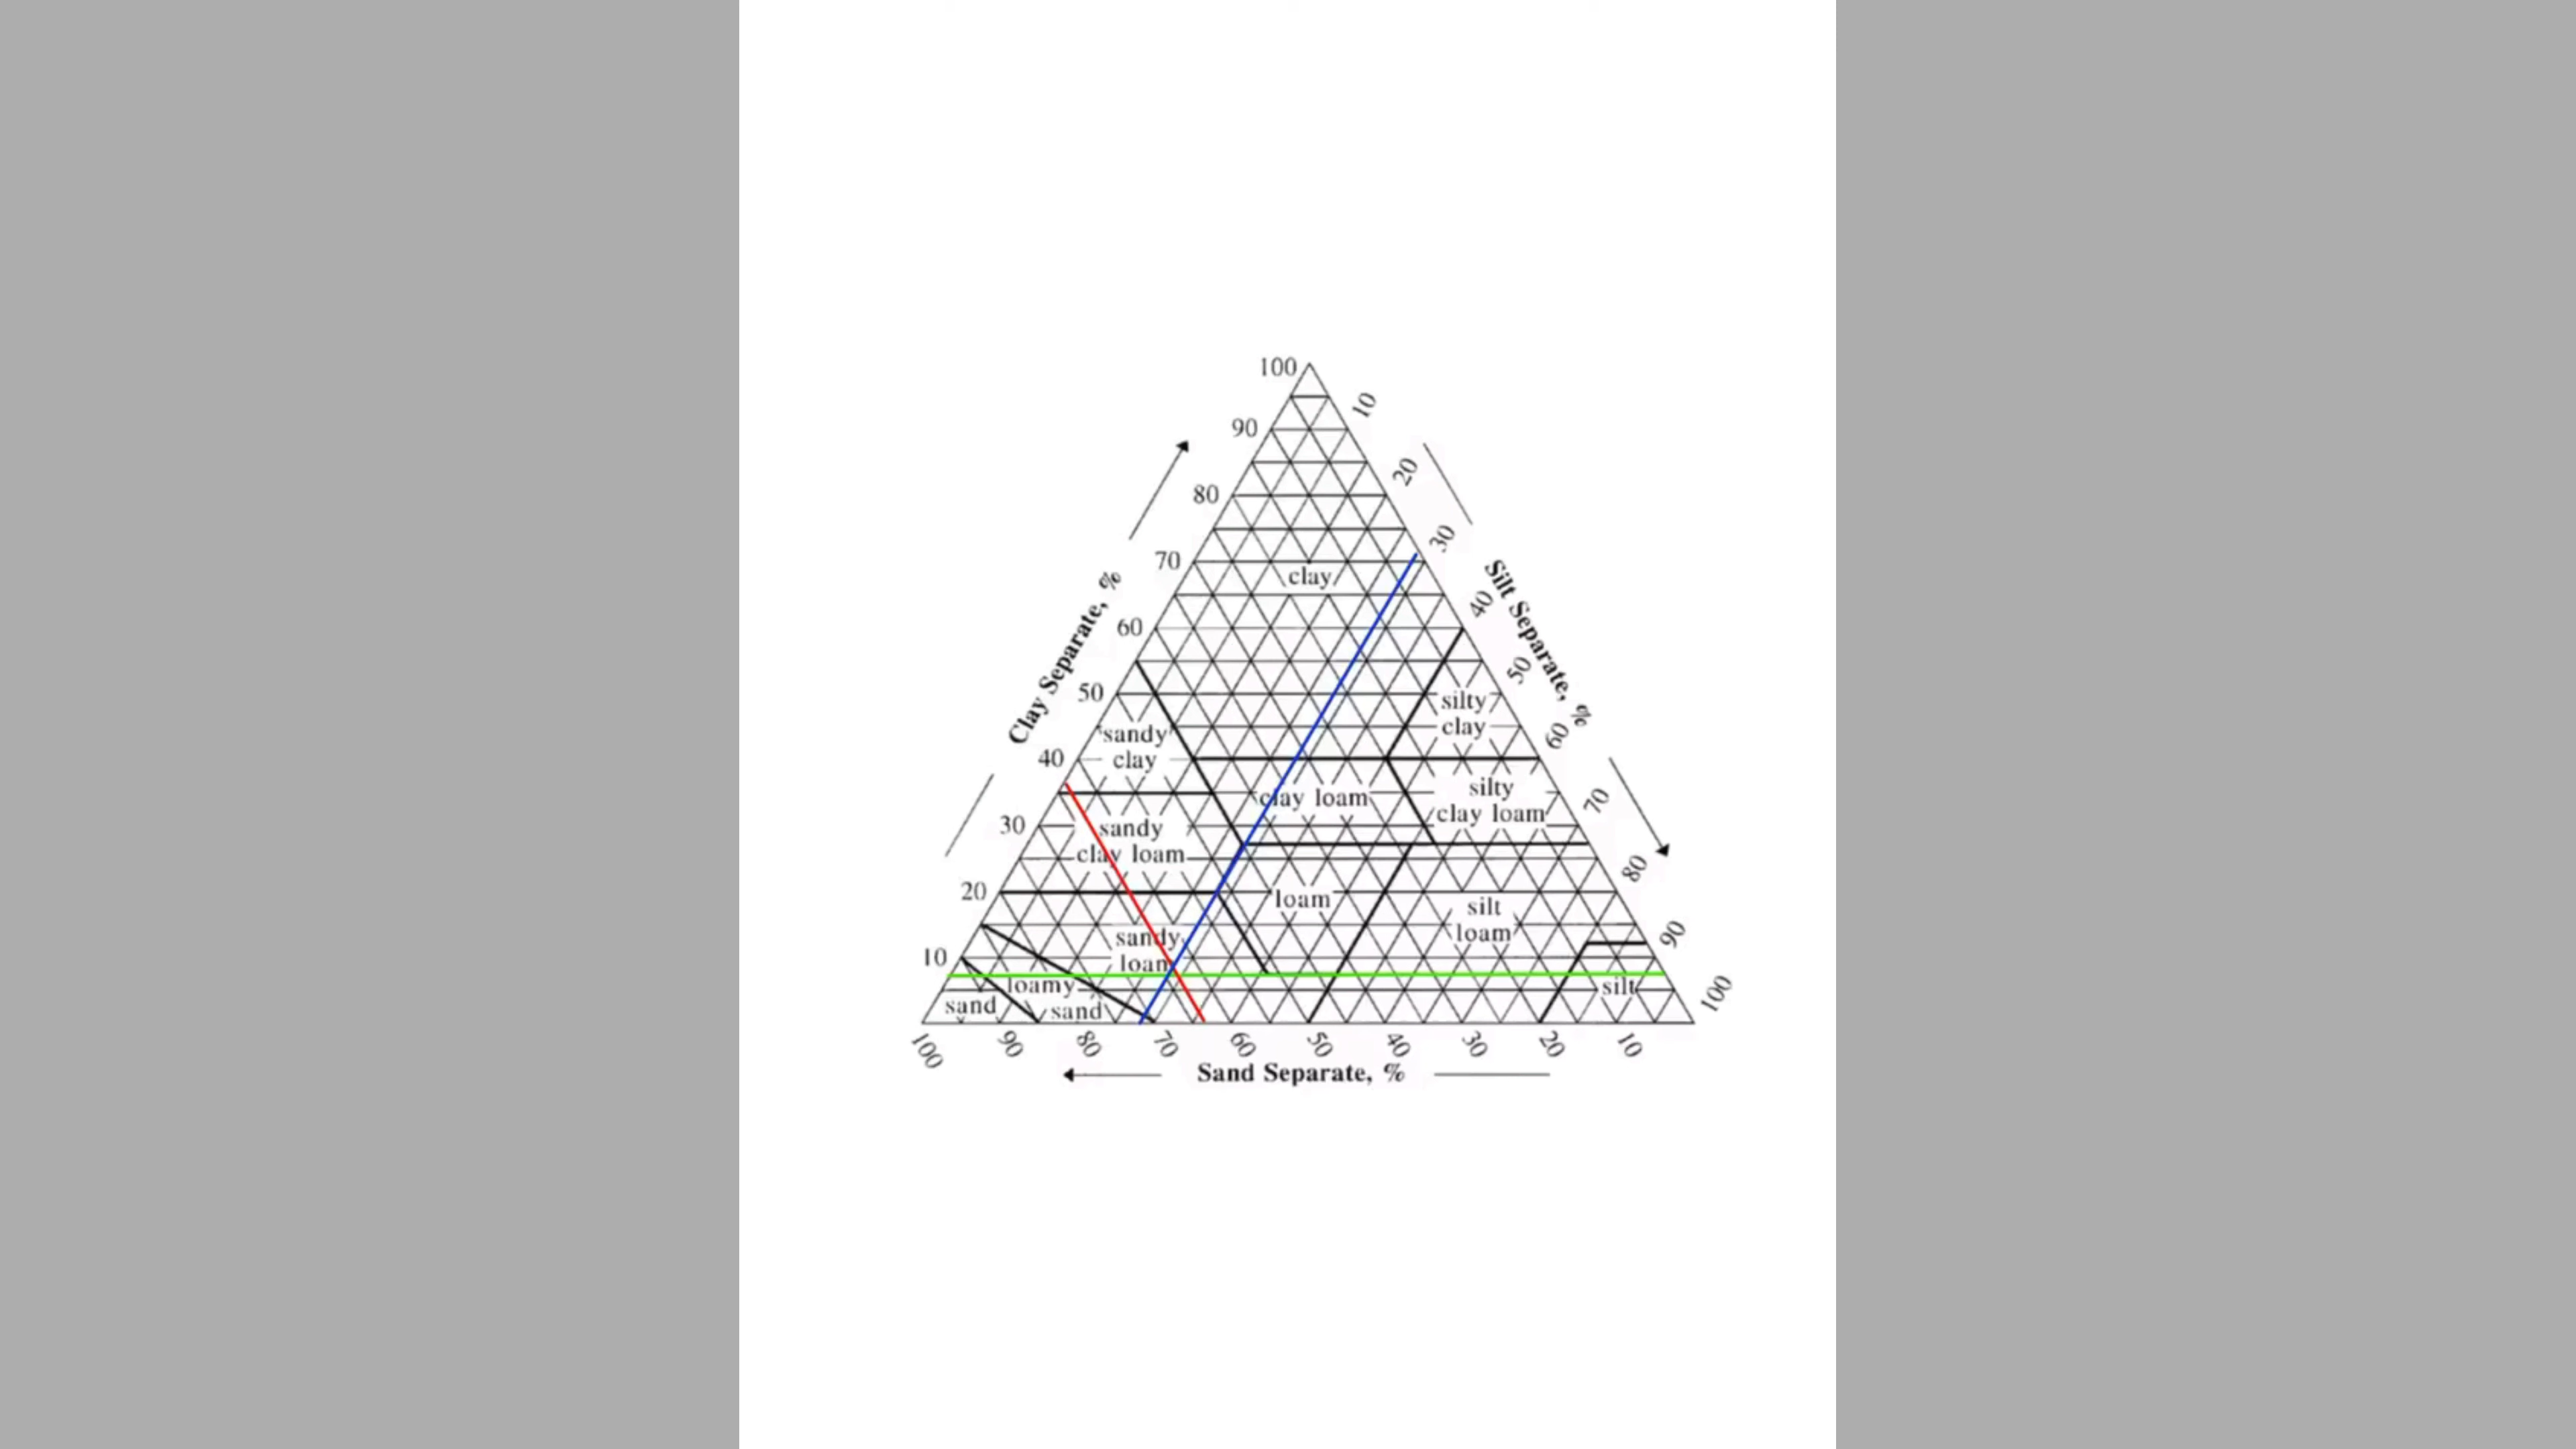 100
10
90
20
80
30
70
clay
40
60
Clay Separate, %
Silt Separate, %
50
50
silty
clay
60
sandy
clay
40
70
silty
clay loam
clay loam
30
sandy
clay loam
80
20
loam
silt
loam
90
sandy
loam
10
100
loamy
sand
silt
sand
100
90
80
70
60
50
40
30
20
10
Sand Separate, %